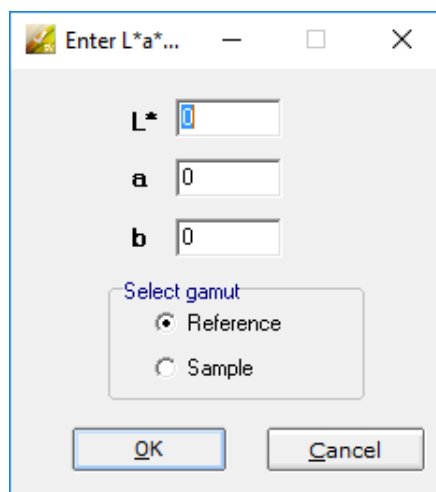 Enter L*a*...
L* 0
a 0
b 0
Select gamut
Reference
Sample
OK Cancel